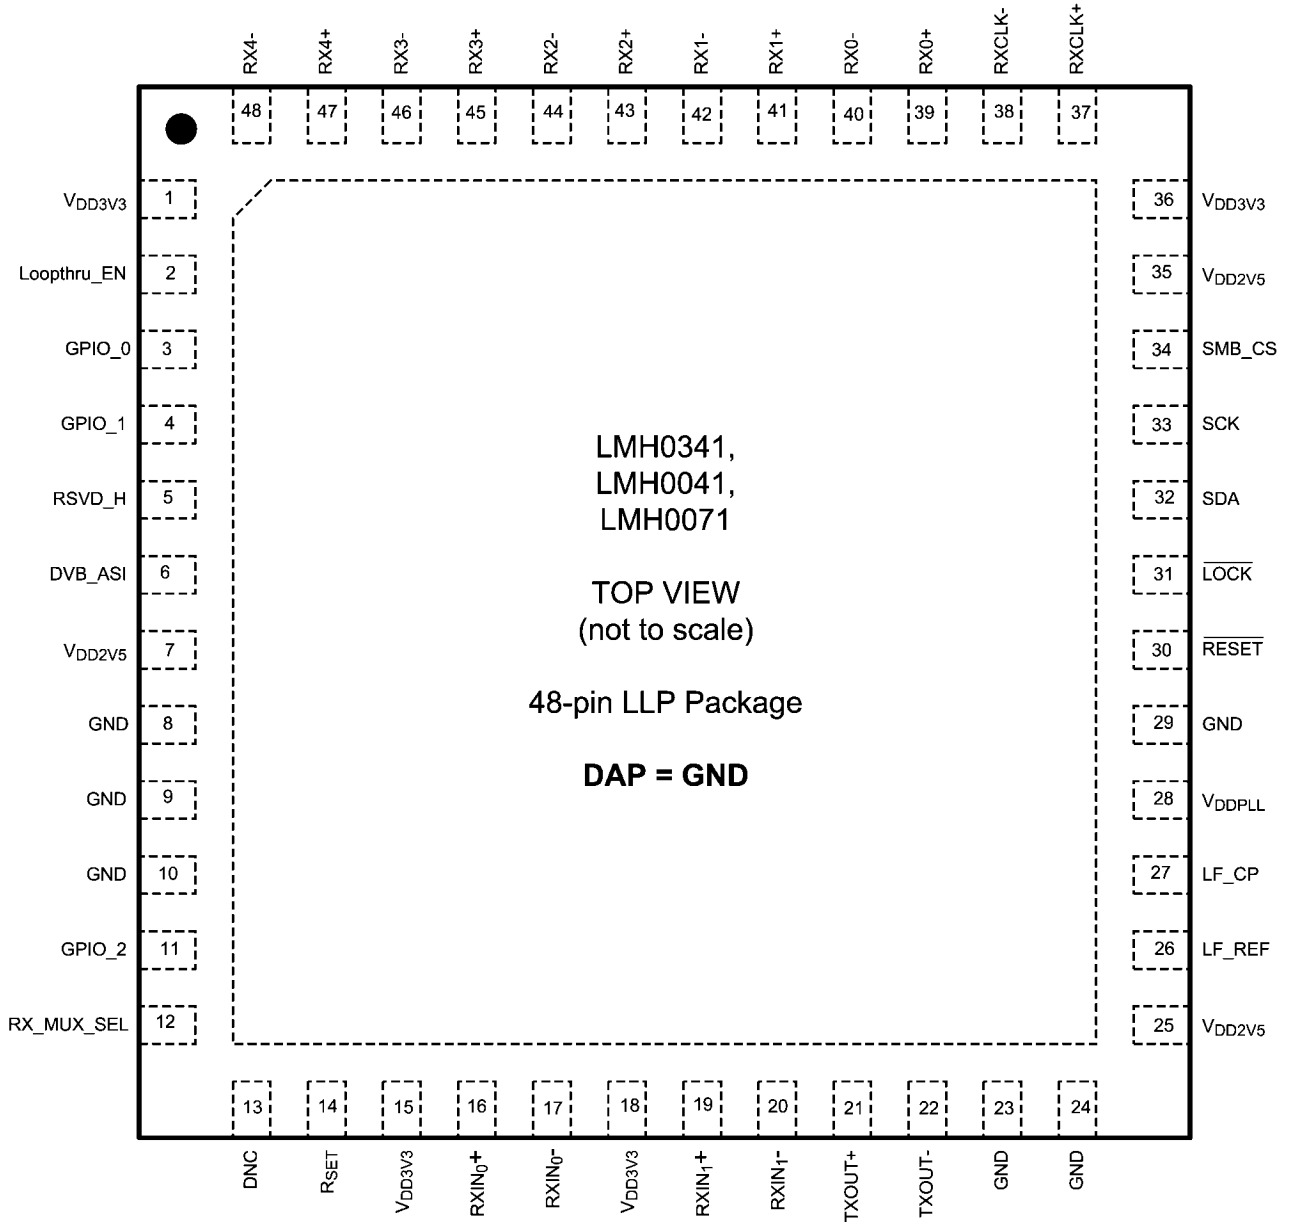 RX4-
RX4+
RX3-
RX3+
RX2-
RX2+
RX1-
RX1+
RX0-
RX0+
RXCLK-
RXCLK+
48 47 46 45 44 43 42 41 40 39 38 37
VDD3V3 1
Loopthru_EN 2
GPIO_0 3
GPIO_1 4
RSVD_H 5
DVB_ASI 6
VDD2V5 7
GND 8
GND 9
GND 10
GPIO_2 11
RX_MUX_SEL 12
LMH0341,
LMH0041,
LMH0071
TOP VIEW
(not to scale)
48-pin LLP Package
DAP = GND
36 VDD3V3
35 VDD2V5
34 SMB_CS
33 SCK
32 SDA
31 LOCK
30 RESET
29 GND
28 VDDPLL
27 LF_CP
26 LF_REF
25 VDD2V5
13 14 15 16 17 18 19 20 21 22 23 24
DNC
RSET
VDD3V3
RXIN0+
RXIN0-
VDD3V3
RXIN1+
RXIN1-
TXOUT+
TXOUT-
GND
GND